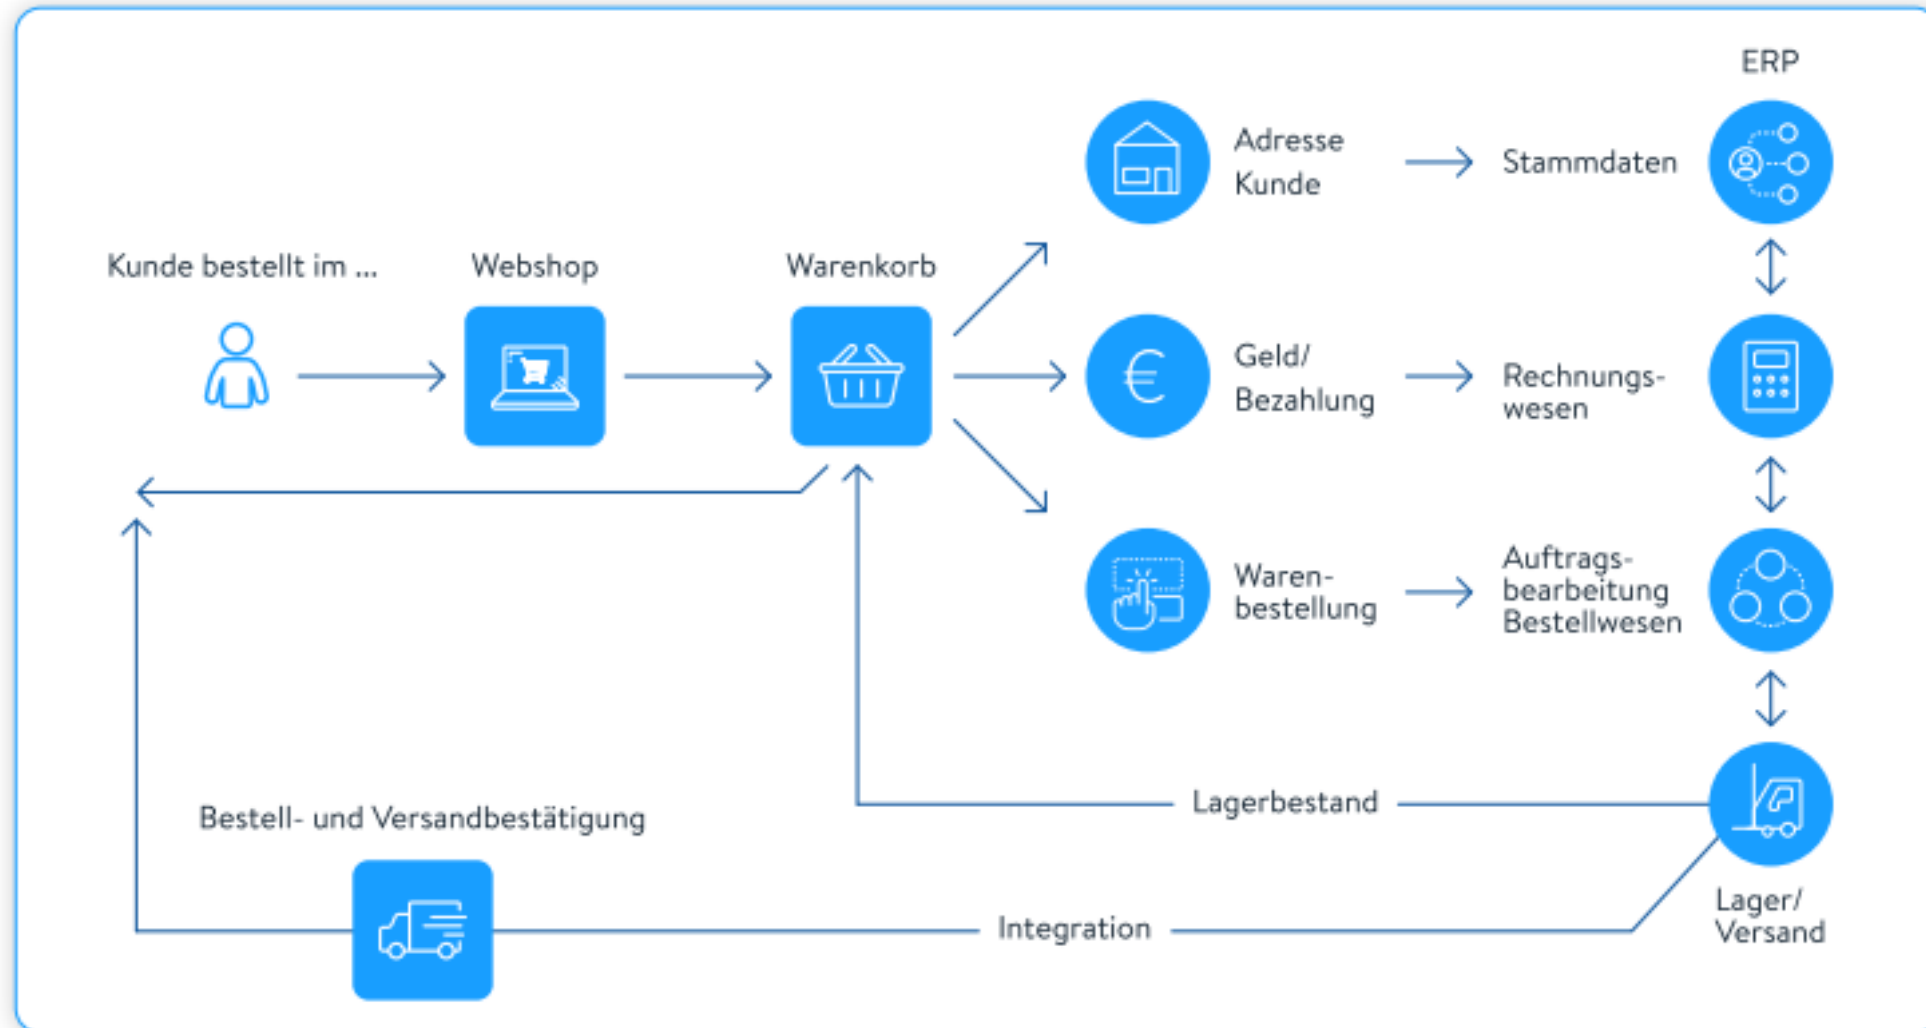 ERP
Adresse
Kunde
Stammdaten
Kunde bestellt im ...
Webshop
Warenkorb
€
Geld/
Bezahlung
Rechnungs-
wesen
Waren-
bestellung
Auftrags-
bearbeitung
Bestellwesen
Lagerbestand
Bestell- und Versandbestätigung
Integration
Lager/
Versand